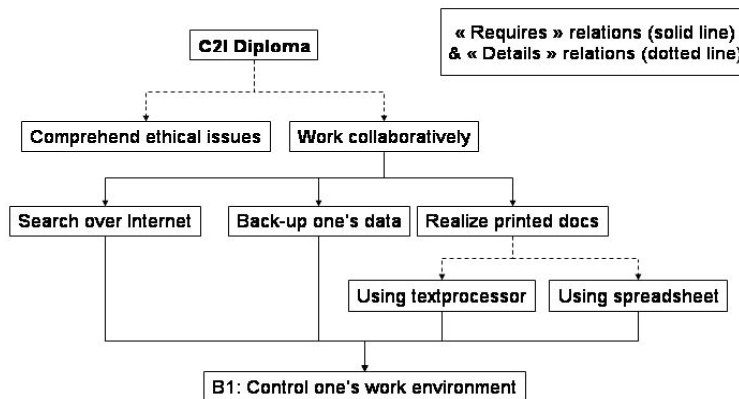 « Requires » relations (solid line)
& « Details » relations (dotted line)
C2I Diploma
Comprehend ethical issues
Work collaboratively
Search over Internet
Back-up one's data
Realize printed docs
Using textprocessor
Using spreadsheet
B1: Control one's work environment